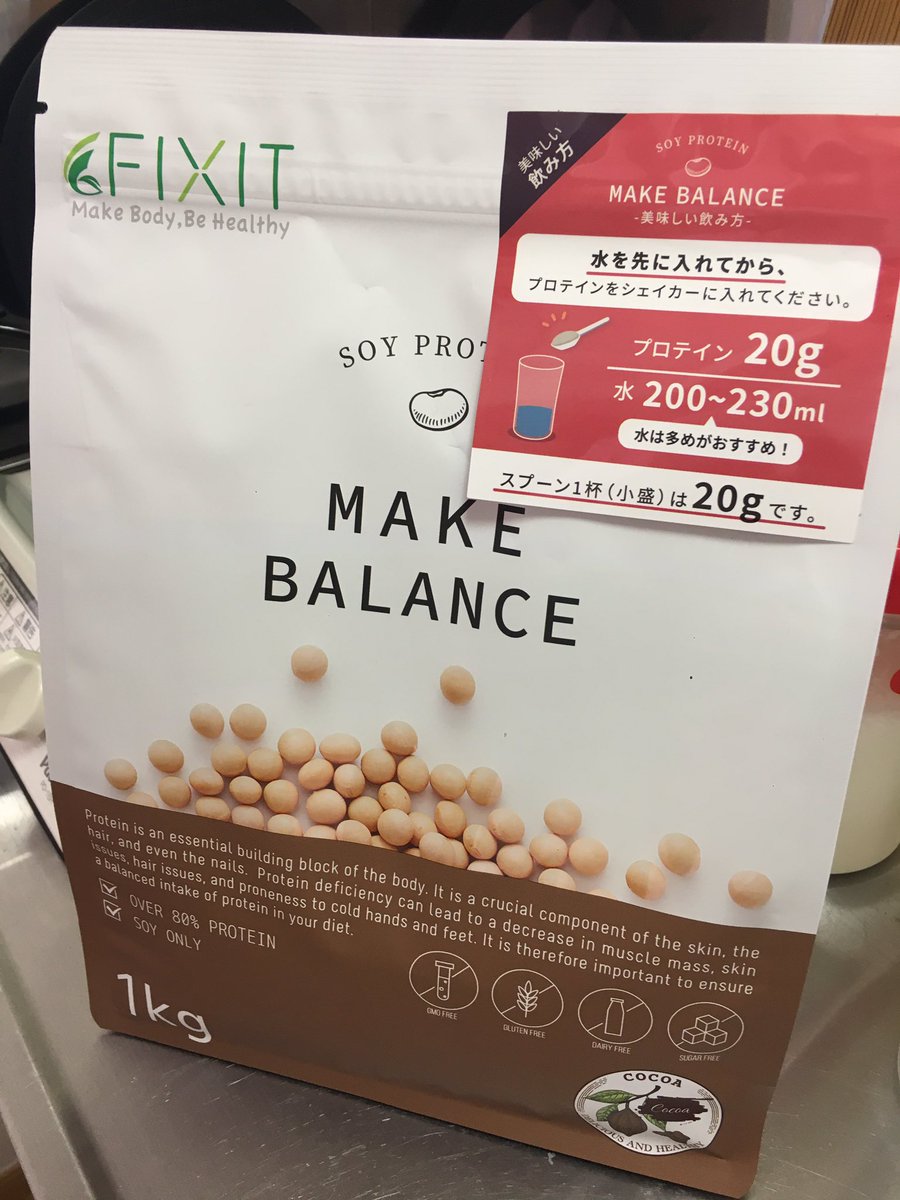 FIXIT
Make Body,Be Healthy
美味しい
飲み方
SOY PROTEIN
MAKE BALANCE
-美味しい飲み方-
水を先に入れてから、
プロテインをシェイカーに入れてください。
プロテイン 20g
水 200~230ml
水は多めがおすすめ!
スプーン1杯(小盛)は20gです。
SOY PROT
MAKE
BALANCE
Protein is an essential building block of the body. It is a crucial component of the skin, the
hair, and even the nails. Protein deficiency can lead to a decrease in muscle mass, skin
issues, hair issues, and proneness to cold hands and feet. It is therefore important to ensure
a balanced intake of protein in your diet.
OVER 80% PROTEIN
SOY ONLY
1kg
GMO FREE
GLUTEN FREE
DAIRY FREE
SUGAR FREE
COCOA
Cocoa
AND